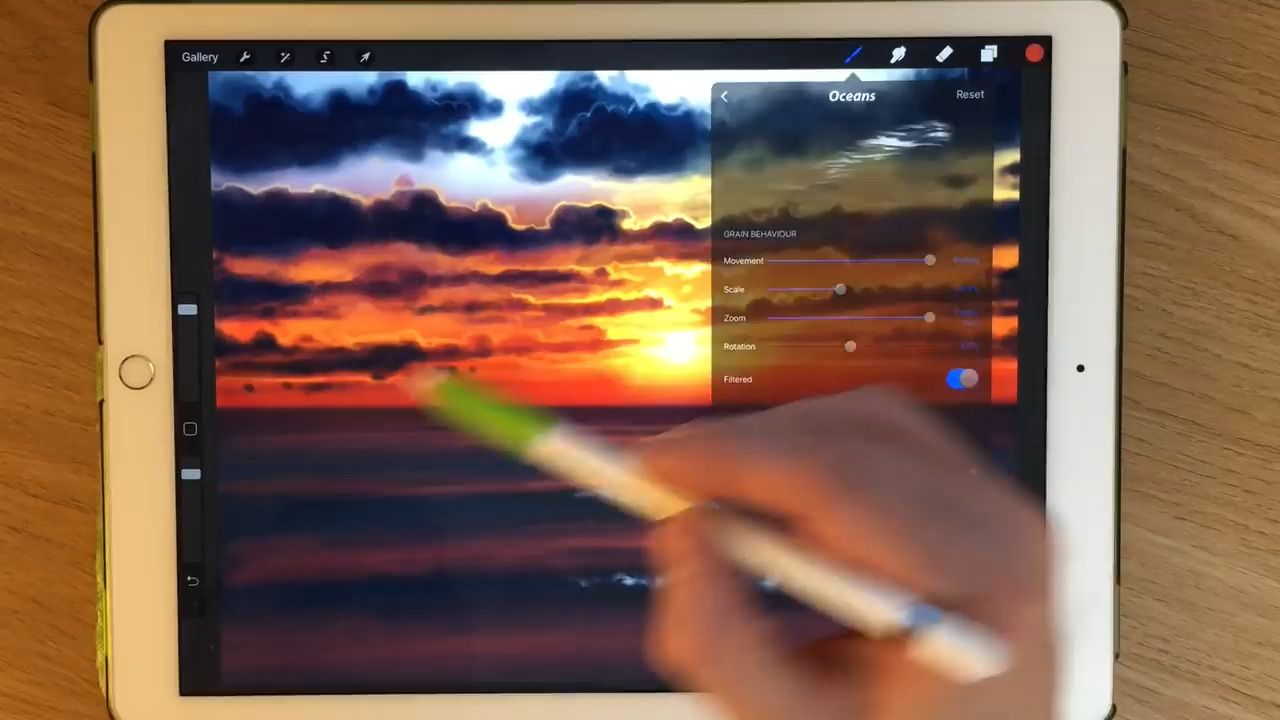 Gallery
Oceans
Reset
GRAIN BEHAVIOUR
Movement
Scale
Zoom
Rotation
Filtered